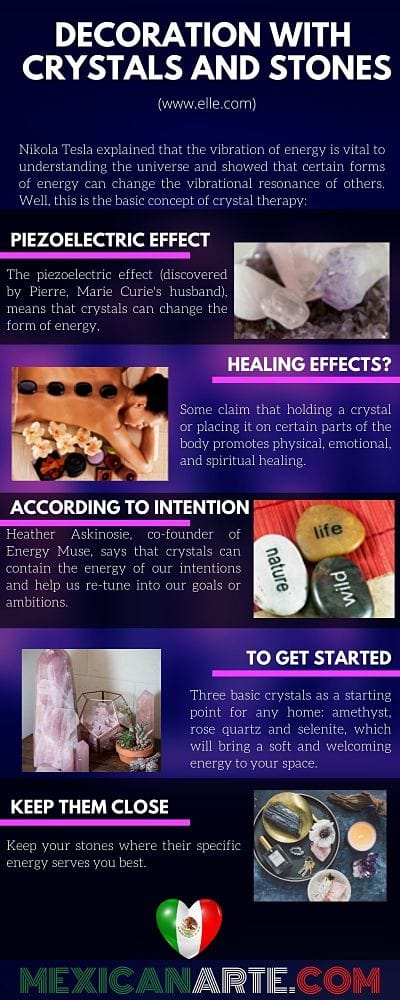 DECORATION WITH
CRYSTALS AND STONES
(www.elle.com)
Nikola Tesla explained that the vibration of energy is vital to
understanding the universe and showed that certain forms
of energy can change the vibrational resonance of others.
Well, this is the basic concept of crystal therapy:
PIEZOELECTRIC EFFECT
The piezoelectric effect (discovered
by Pierre, Marie Curie's husband),
means that crystals can change the
form of energy,
HEALING EFFECTS?
Some claim that holding a crystal
or placing it on certain parts of the
body promotes physical, emotional,
and spiritual healing.
ACCORDING TO INTENTION
Heather Askinosie, co-founder of
Energy Muse, says that crystals can
contain the energy of our intentions
and help us re-tune into our goals or
ambitions.
life
nature
wild
TO GET STARTED
Three basic crystals as a starting
point for any home: amethyst,
rose quartz and selenite, which
will bring a soft and welcoming
energy to your space.
KEEP THEM CLOSE
Keep your stones where their specific
energy serves you best.
MEXICANARTE.COM